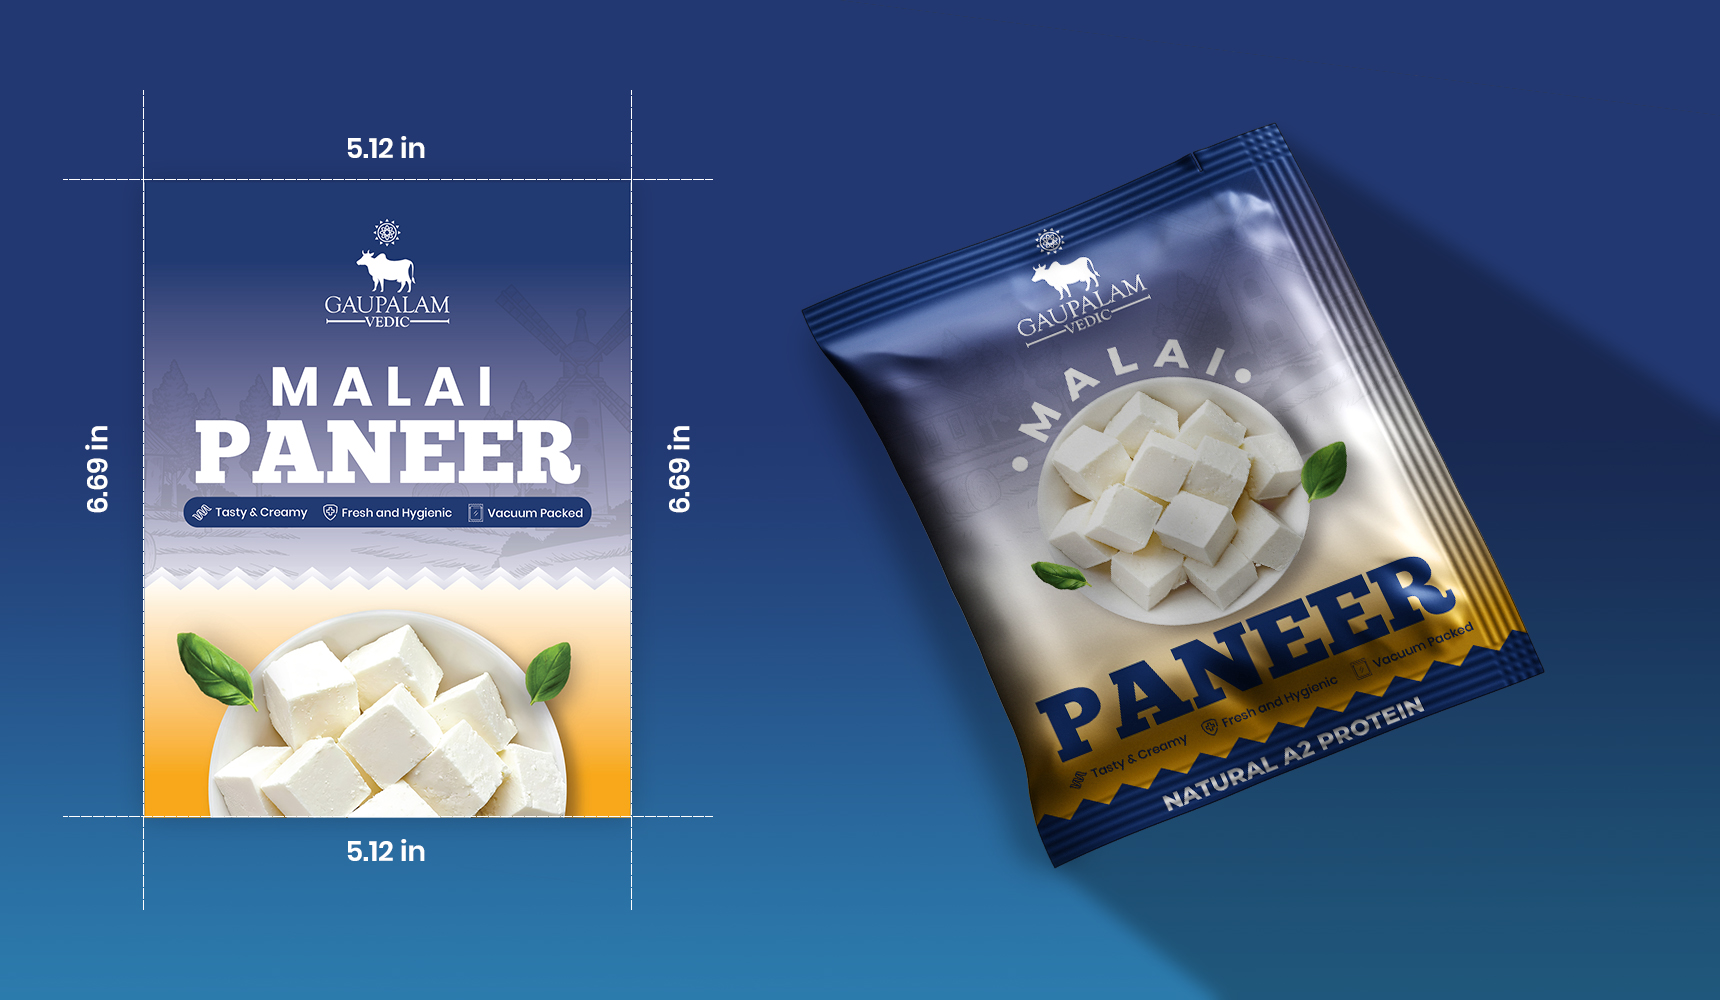 5.12 in
GAUPALAM
VEDIC
MALAI
PANEER
Tasty & Creamy Fresh and Hygienic Vacuum Packed
6.69 in
6.69 in
5.12 in
GAUPALAM
VEDIC
MALAI
PANEER
Tasty & Creamy Fresh and Hygienic Vacuum Packed
NATURAL A2 PROTEIN